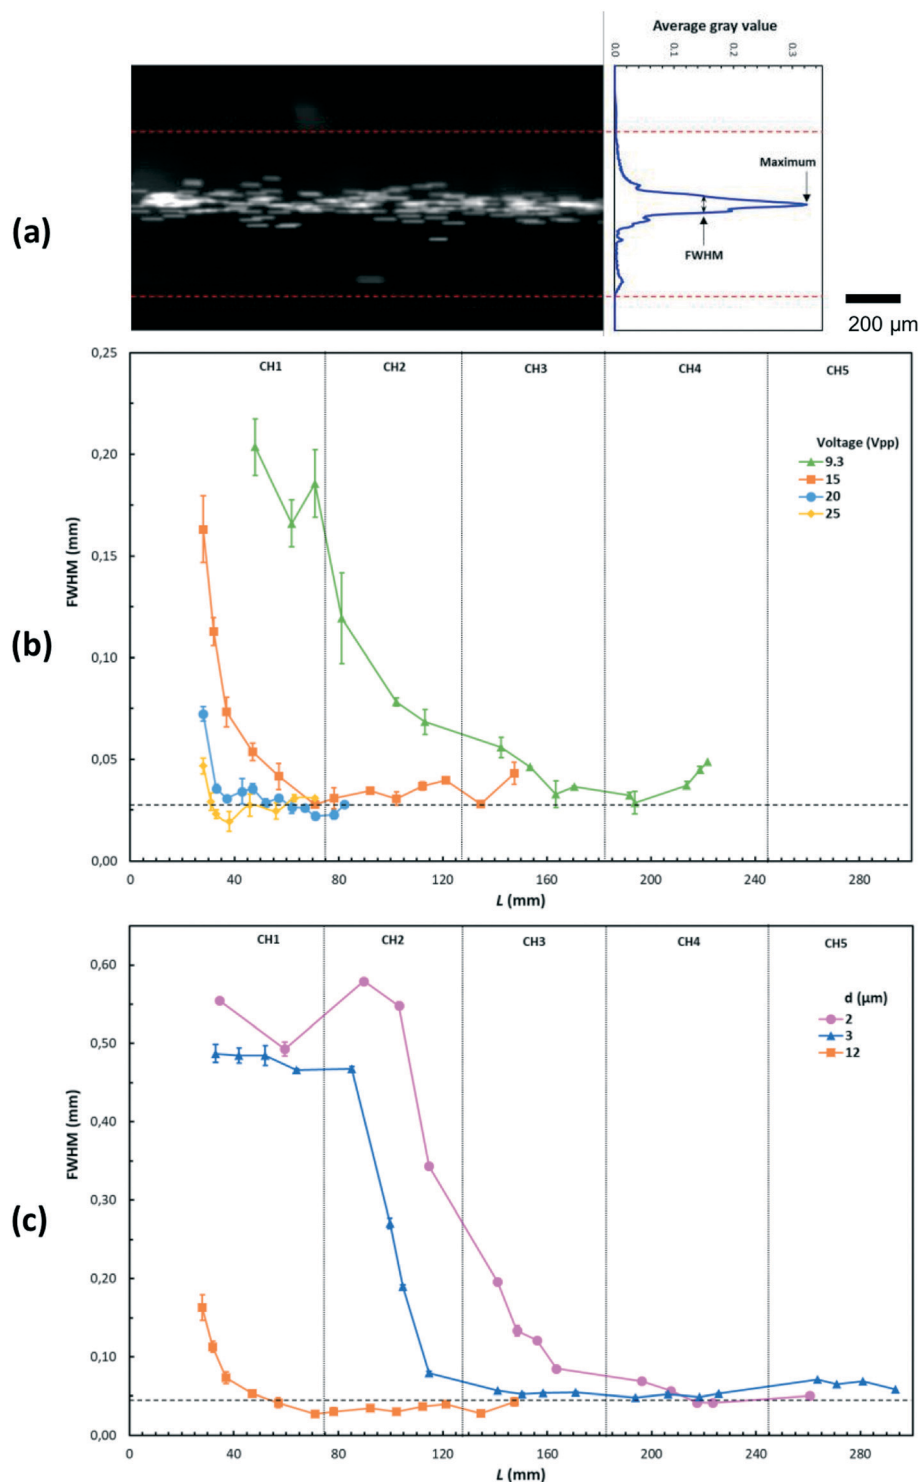 Average gray value
0.0 0.1 0.2 0.3
Maximum
FWHM
(a)
200 µm
0,25
0,20
0,15
0,10
0,05
0,00
FWHM (mm)
CH1 CH2 CH3 CH4 CH5
Voltage (Vpp)
9.3
15
20
25
(b)
0 40 80 120 160 200 240 280
L (mm)
0,60
0,50
0,40
0,30
0,20
0,10
0,00
FWHM (mm)
CH1 CH2 CH3 CH4 CH5
d (µm)
2
3
12
(c)
0 40 80 120 160 200 240 280
L (mm)